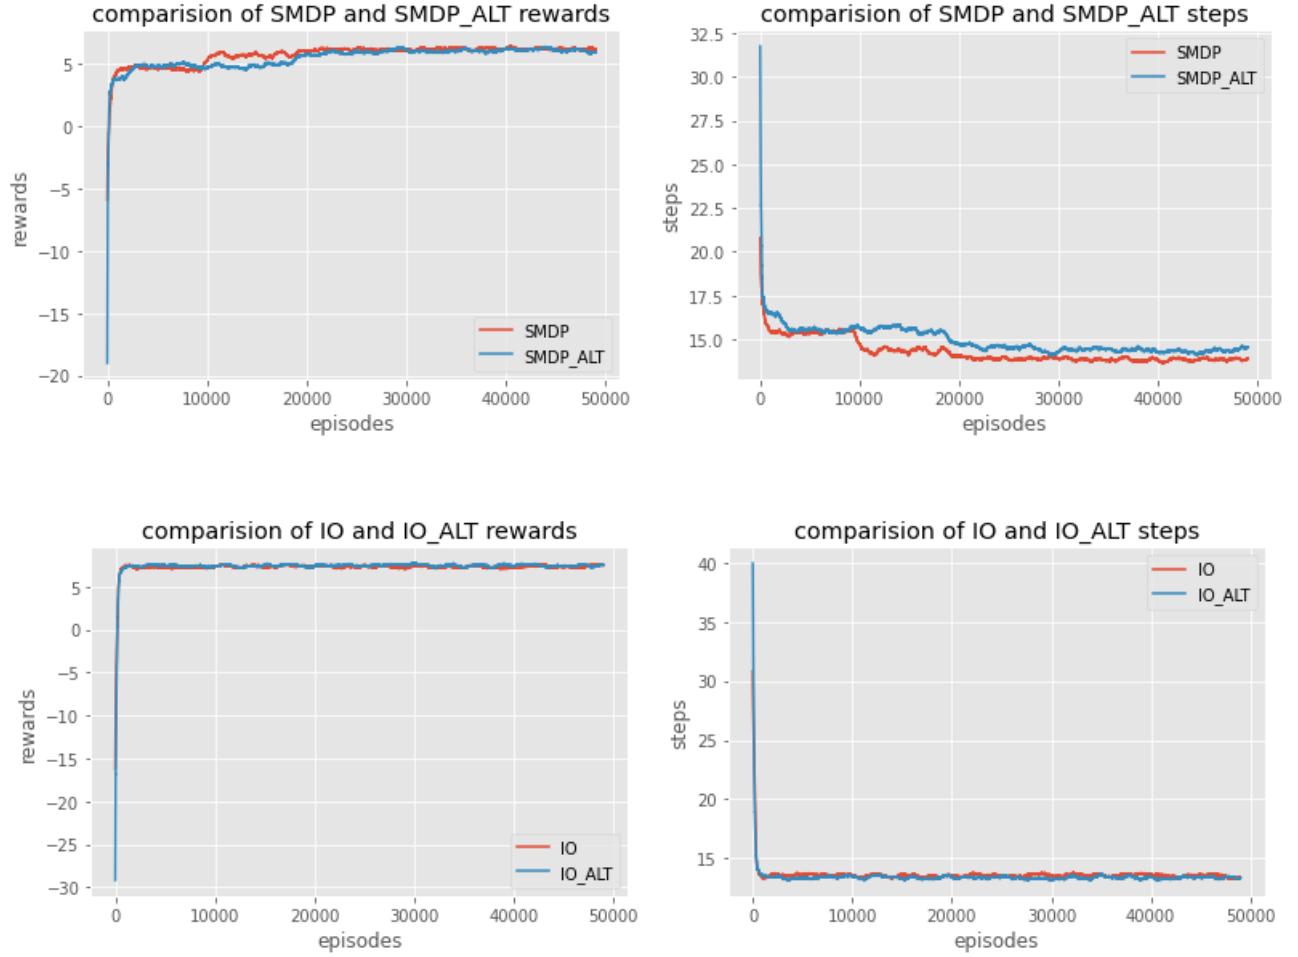 comparision of SMDP and SMDP_ALT rewards
5
0
−5
−10
−15
−20
rewards
0 10000 20000 30000 40000 50000
episodes
SMDP
SMDP_ALT
comparision of SMDP and SMDP_ALT steps
32.5
30.0
27.5
25.0
22.5
20.0
17.5
15.0
steps
0 10000 20000 30000 40000 50000
episodes
SMDP
SMDP_ALT
comparision of IO and IO_ALT rewards
5
0
−5
−10
−15
−20
−25
−30
rewards
0 10000 20000 30000 40000 50000
episodes
IO
IO_ALT
comparision of IO and IO_ALT steps
40
35
30
25
20
15
steps
0 10000 20000 30000 40000 50000
episodes
IO
IO_ALT